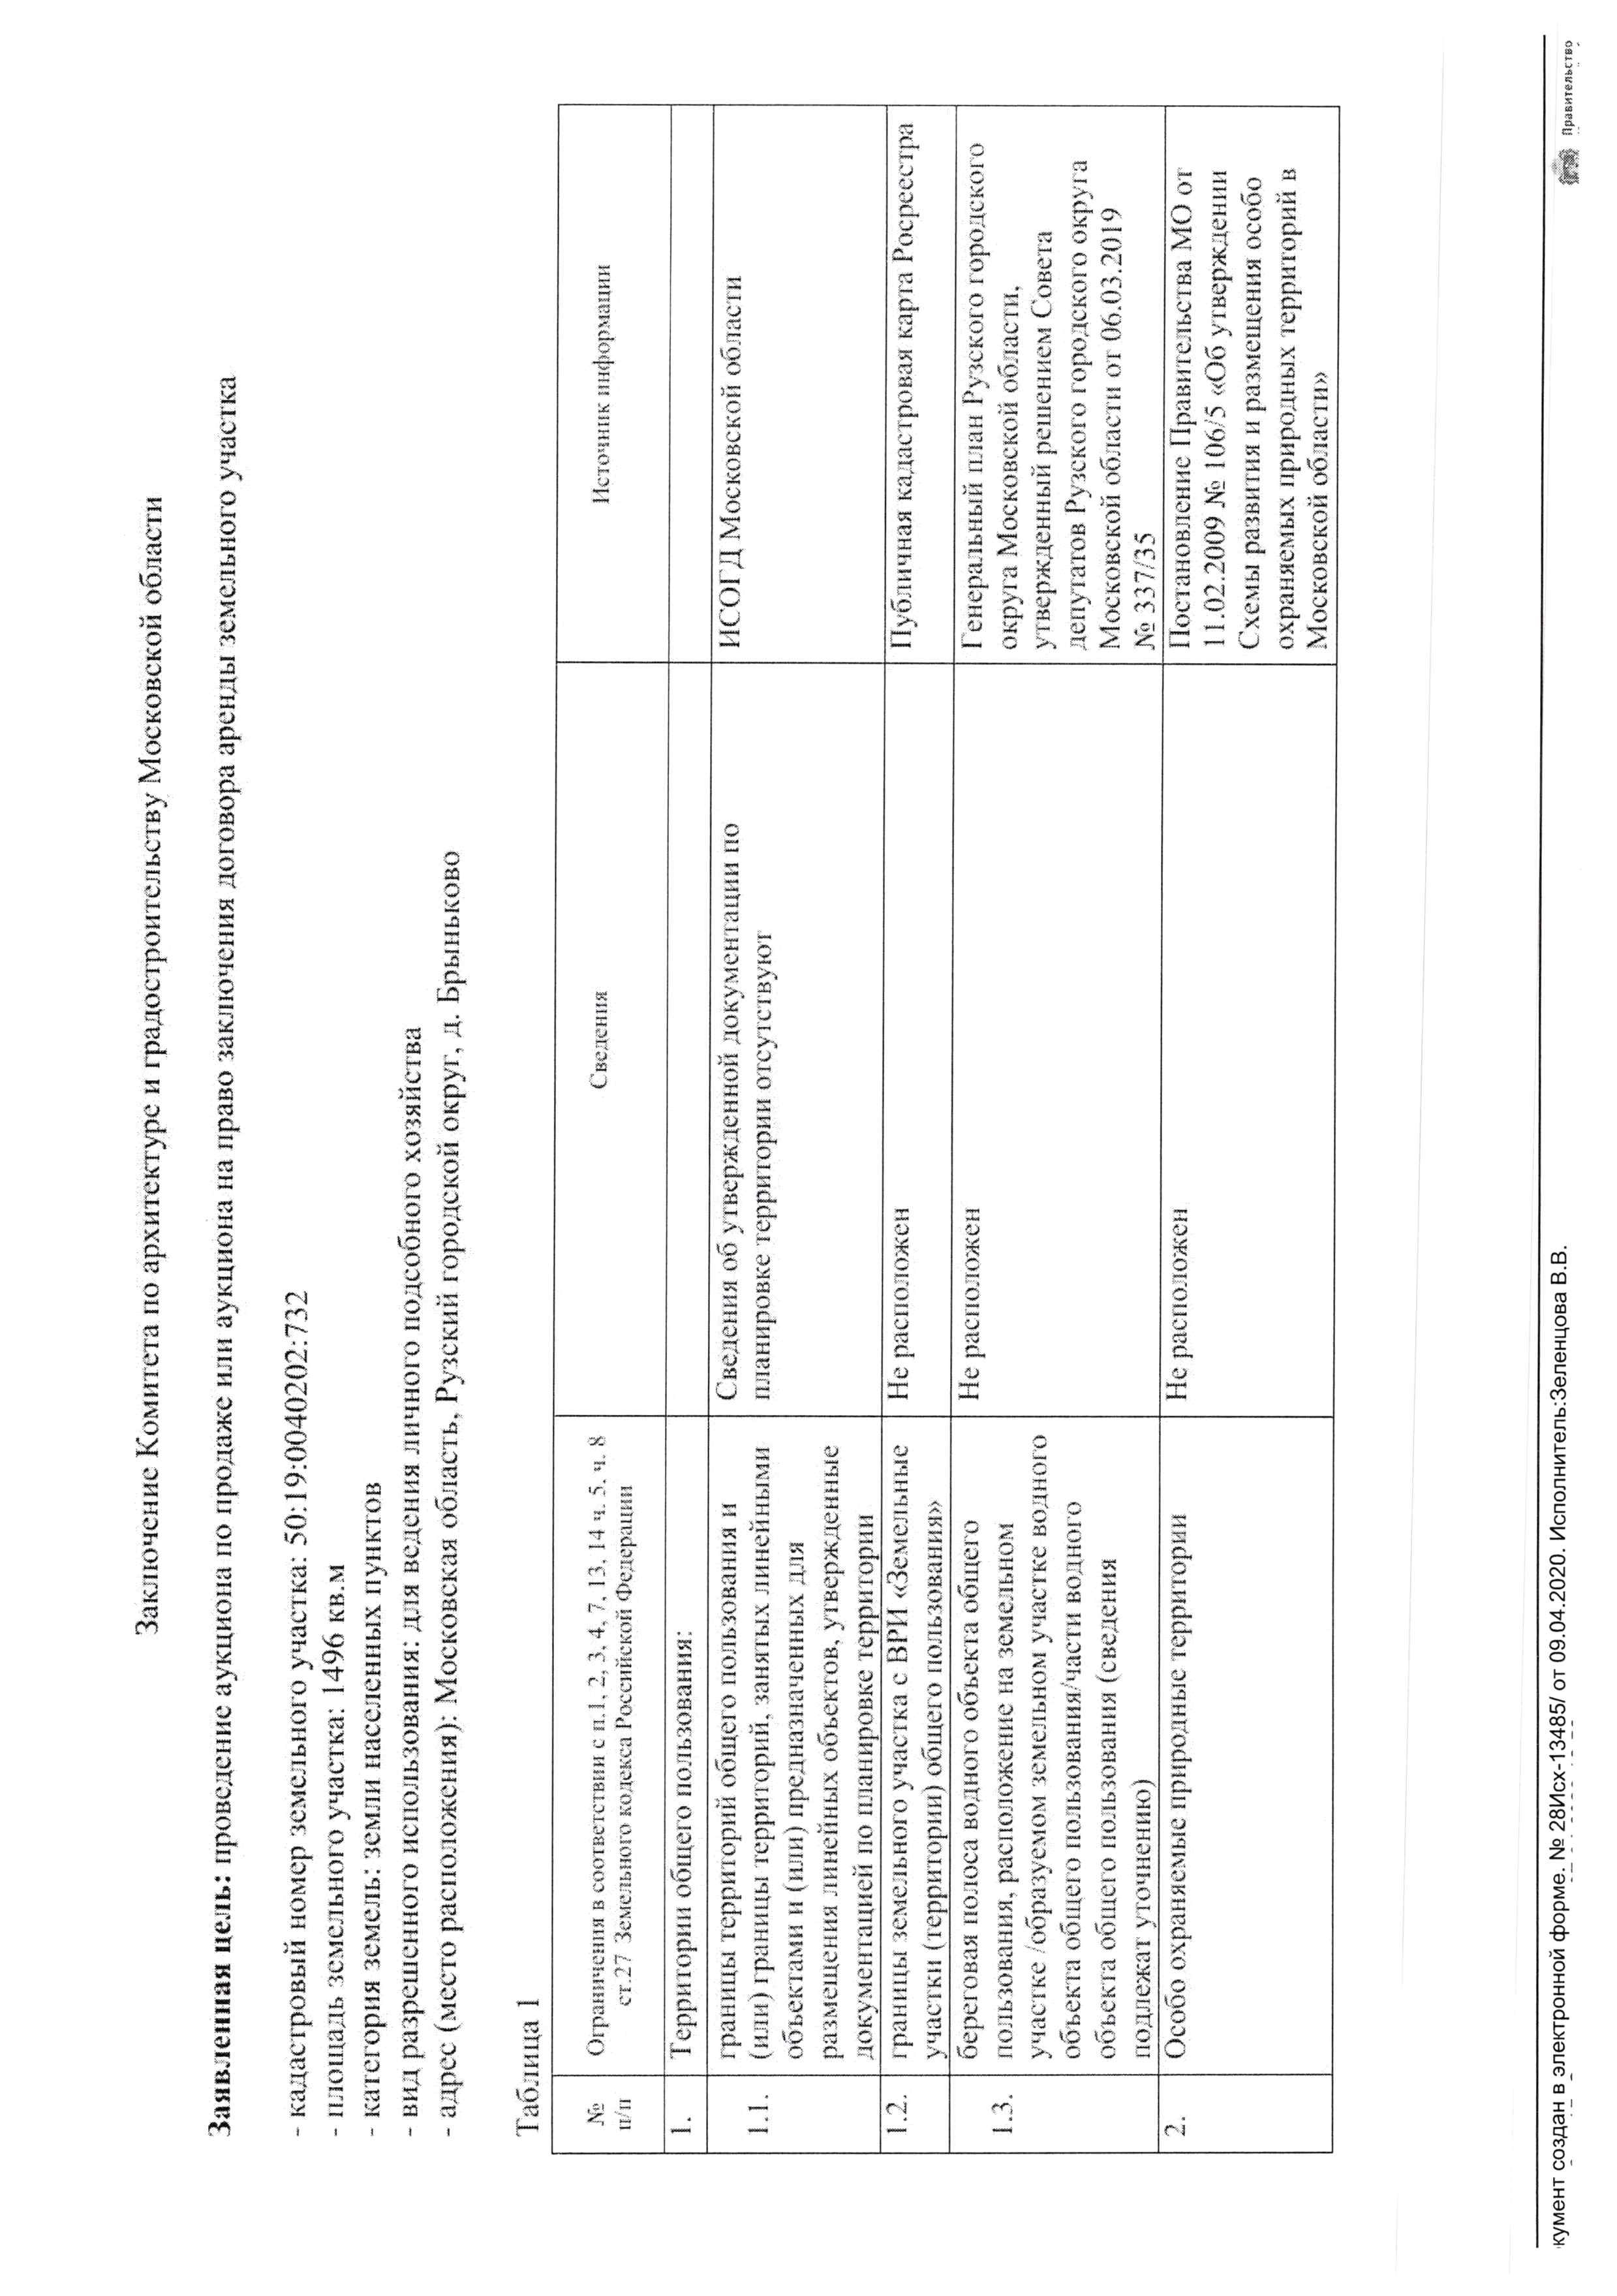 Заключение Комитета по архитектуре и градостроительству Московской области
Заявленная цель: проведение аукциона по продаже или аукциона на право заключения договора аренды земельного участка
- кадастровый номер земельного участка: 50:19:0040202:732
- площадь земельного участка: 1496 кв.м
- категория земель: земли населенных пунктов
- вид разрешенного использования: для ведения личного подсобного хозяйства
- адрес (место расположения): Московская область, Рузский городской округ, д. Брыньково
Таблица 1
№
п/п
Ограничения в соответствии с п.1, 2, 3, 4, 7, 13, 14 ч. 5. ч. 8
ст.27 Земельного кодекса Российской Федерации
Сведения
Источник информации
1.
Территории общего пользования:
1.1.
границы территорий общего пользования и
(или) границы территорий, занятых линейными
объектами и (или) предназначенных для
размещения линейных объектов, утвержденные
документацией по планировке территории
Сведения об утвержденной документации по
планировке территории отсутствуют
ИСОГД Московской области
1.2.
границы земельного участка с ВРИ «Земельные
участки (территории) общего пользования»
Не расположен
Публичная кадастровая карта Росреестра
1.3.
береговая полоса водного объекта общего
пользования, расположение на земельном
участке /образуемом земельном участке водного
объекта общего пользования/части водного
объекта общего пользования (сведения
подлежат уточнению)
Не расположен
Генеральный план Рузского городского
округа Московской области,
утвержденный решением Совета
депутатов Рузского городского округа
Московской области от 06.03.2019
№ 337/35
2.
Особо охраняемые природные территории
Не расположен
Постановление Правительства МО от
11.02.2009 № 106/5 «Об утверждении
Схемы развития и размещения особо
охраняемых природных территорий в
Московской области»
кумент создан в электронной форме. № 28Исх-13485/ от 09.04.2020. Исполнитель:Зеленцова В.В.
Правительство